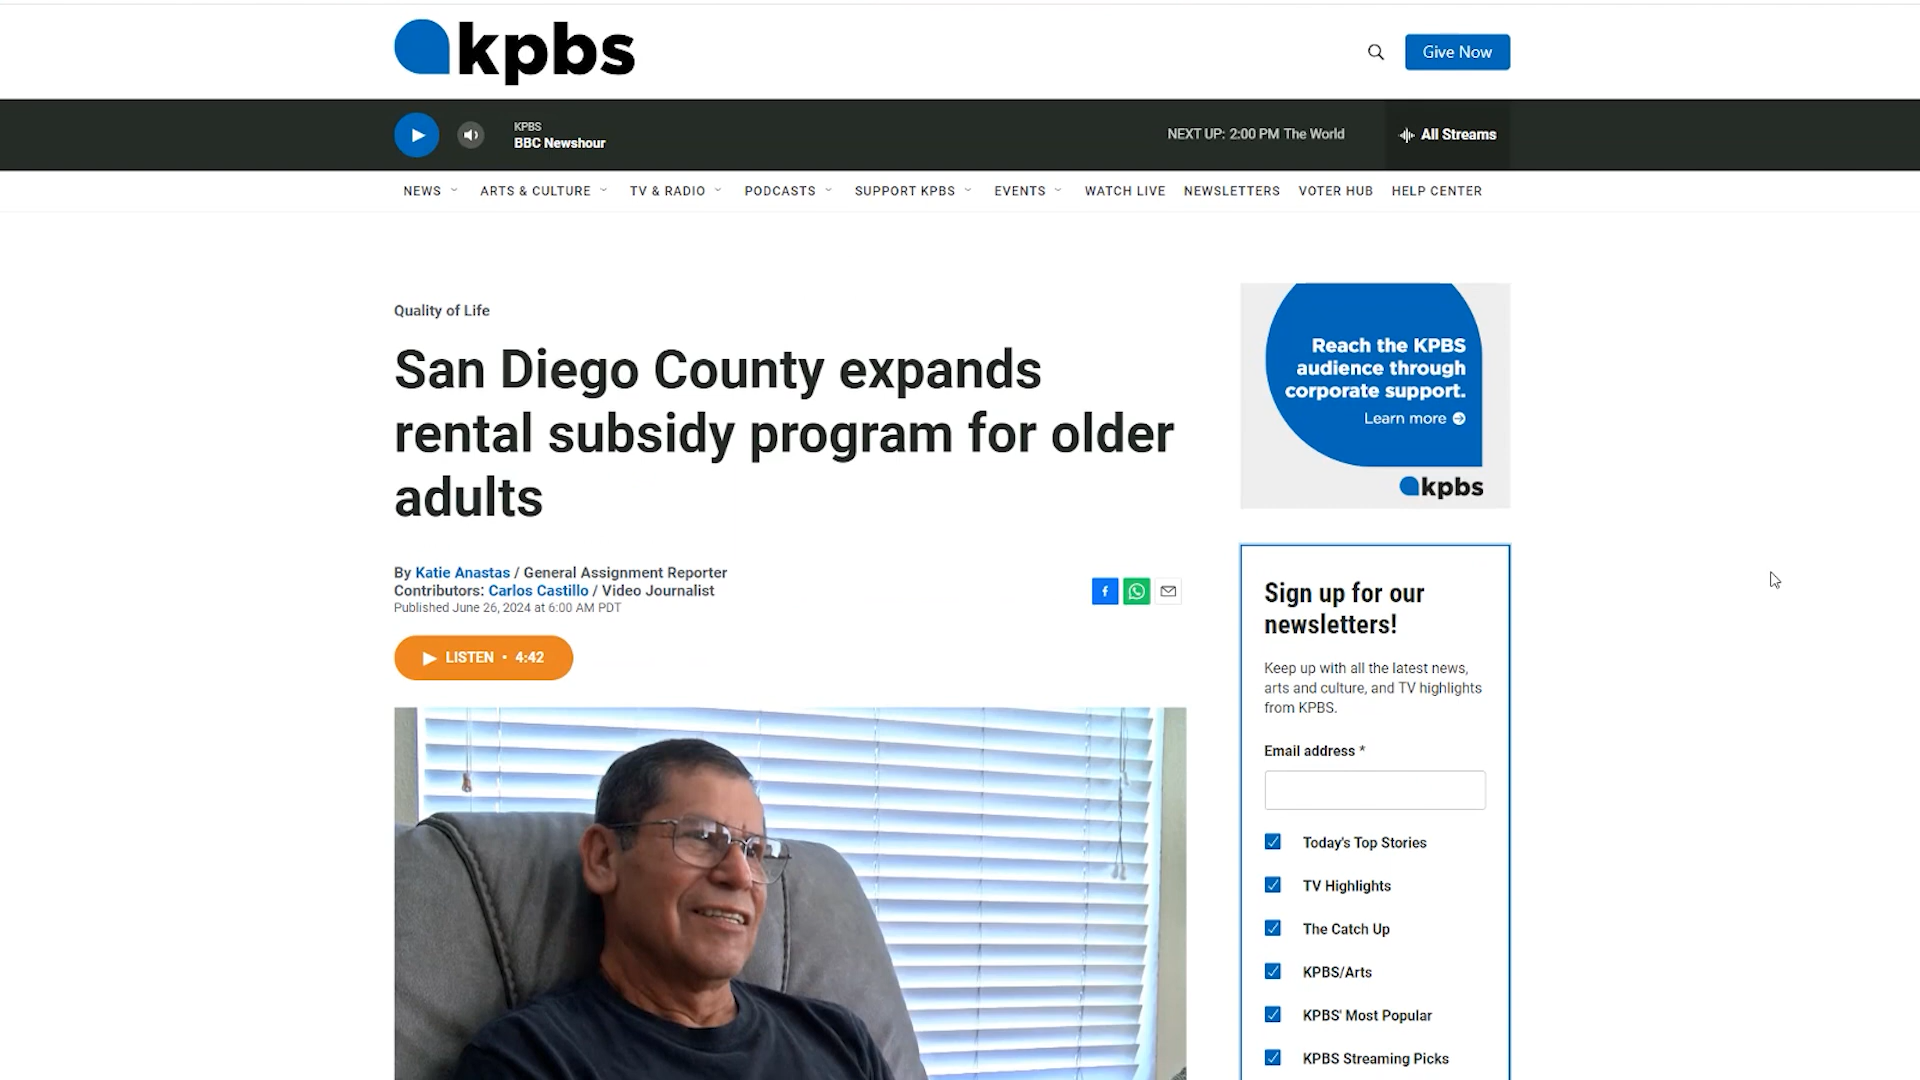 kpbs
Give Now
KPBS
BBC Newshour
NEXT UP: 2:00 PM The World
All Streams
NEWS ARTS & CULTURE TV & RADIO PODCASTS SUPPORT KPBS EVENTS WATCH LIVE NEWSLETTERS VOTER HUB HELP CENTER
Quality of Life
San Diego County expands
rental subsidy program for older
adults
By Katie Anastas / General Assignment Reporter
Contributors: Carlos Castillo / Video Journalist
Published June 26, 2024 at 6:00 AM PDT
LISTEN • 4:42
Reach the KPBS
audience through
corporate support.
Learn more
kpbs
Sign up for our
newsletters!
Keep up with all the latest news,
arts and culture, and TV highlights
from KPBS.
Email address *
Today's Top Stories
TV Highlights
The Catch Up
KPBS/Arts
KPBS' Most Popular
KPBS Streaming Picks